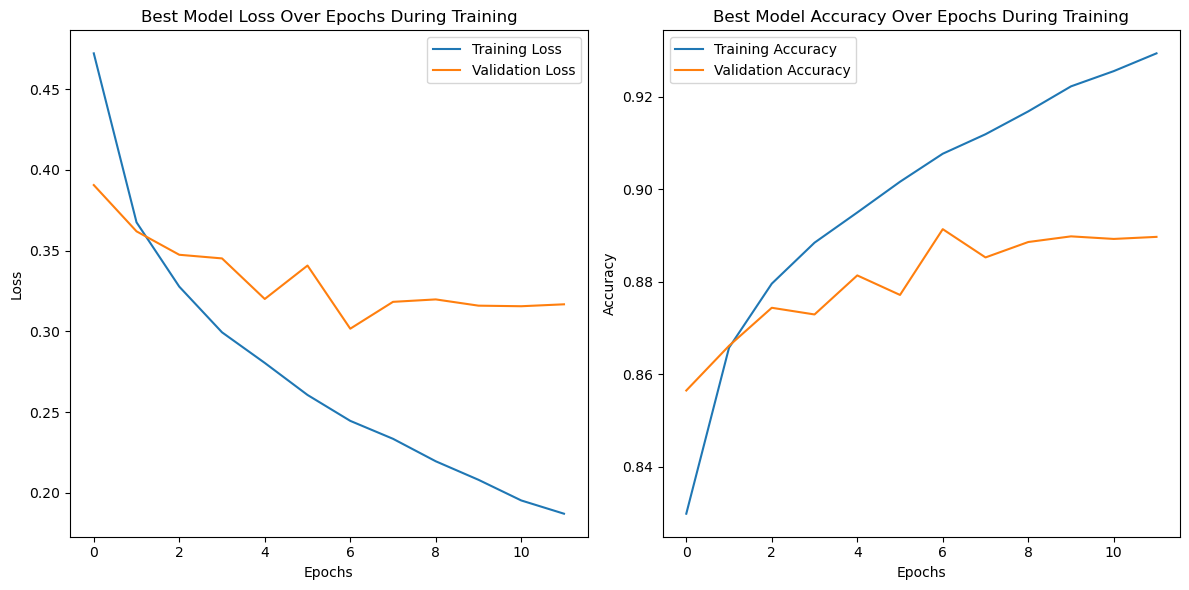 Best Model Loss Over Epochs During Training
Training Loss
Validation Loss
Loss
0.45
0.40
0.35
0.30
0.25
0.20
0 2 4 6 8 10
Epochs
Best Model Accuracy Over Epochs During Training
Training Accuracy
Validation Accuracy
Accuracy
0.92
0.90
0.88
0.86
0.84
0 2 4 6 8 10
Epochs